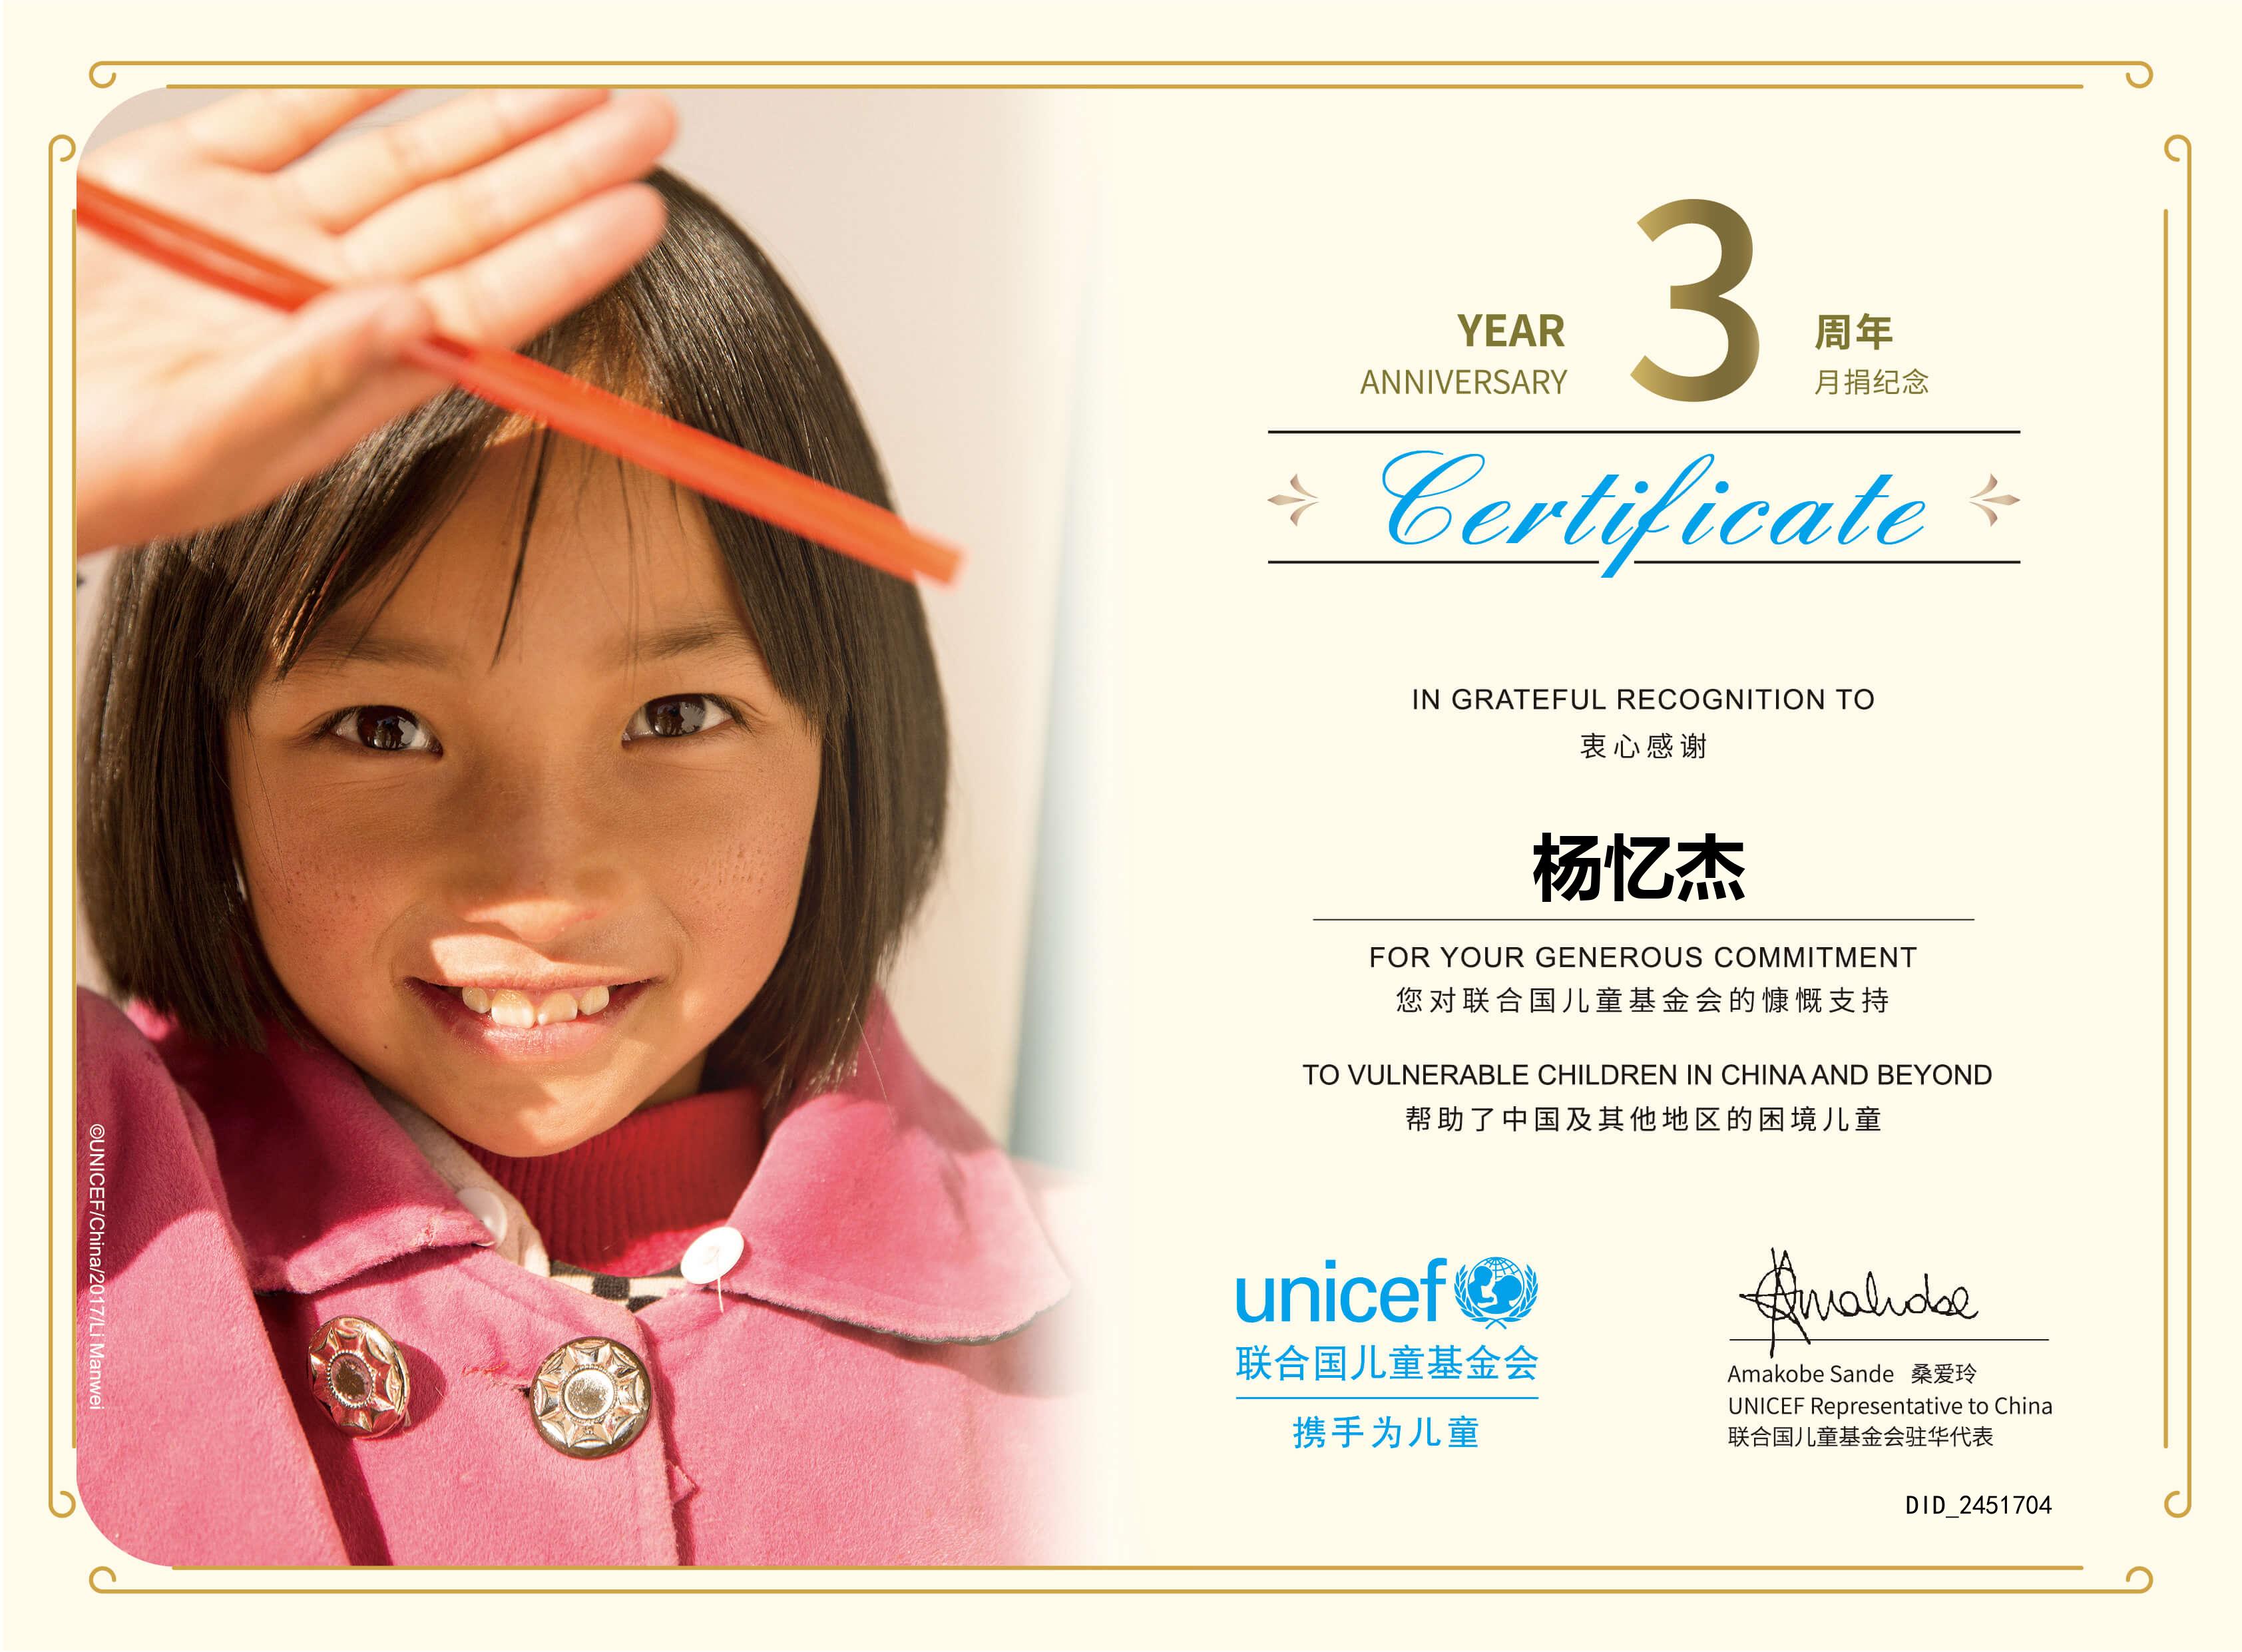 YEAR 3 周年
ANNIVERSARY 月捐纪念
Certificate
IN GRATEFUL RECOGNITION TO
衷心感谢
杨忆杰
FOR YOUR GENEROUS COMMITMENT
您对联合国儿童基金会的慷慨支持
TO VULNERABLE CHILDREN IN CHINA AND BEYOND
帮助了中国及其他地区的困境儿童
unicef
联合国儿童基金会
携手为儿童
Amakobe
Amakobe Sande 桑爱玲
UNICEF Representative to China
联合国儿童基金会驻华代表
DID_2451704
©UNICEF/China/2017/Li Manwei